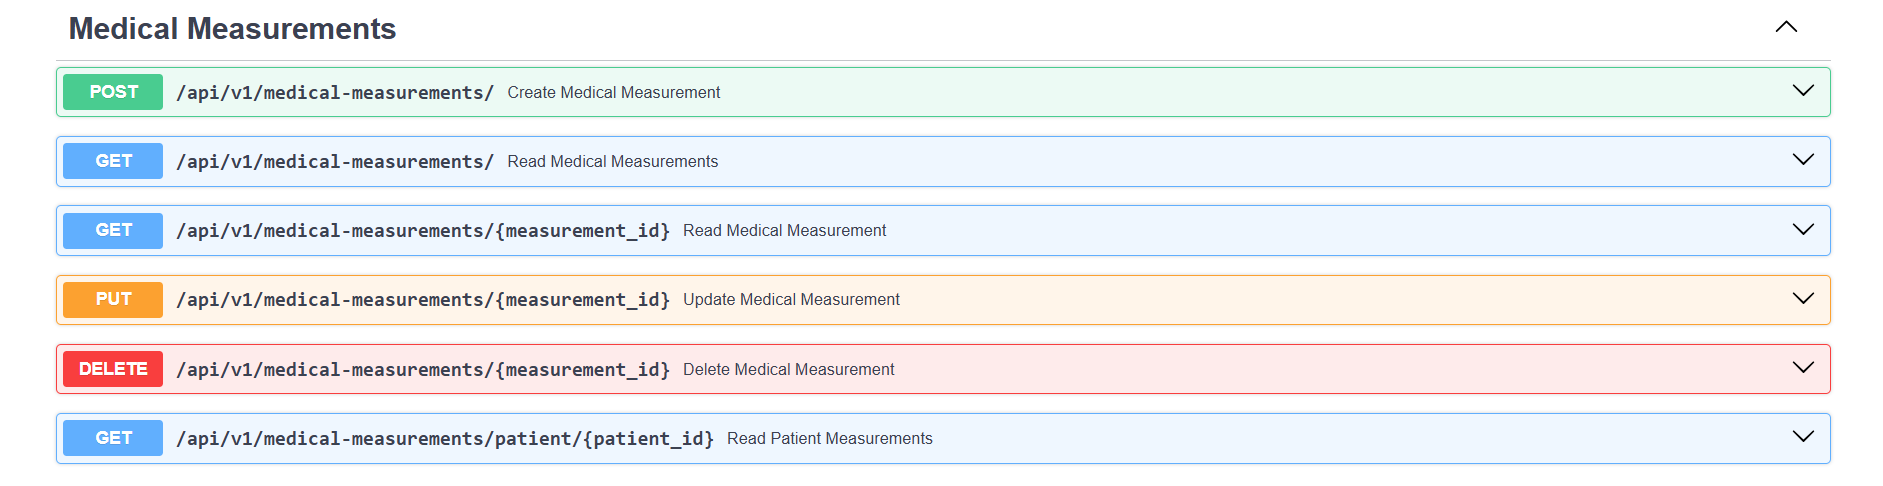 Medical Measurements
POST /api/v1/medical-measurements/ Create Medical Measurement
GET /api/v1/medical-measurements/ Read Medical Measurements
GET /api/v1/medical-measurements/{measurement_id} Read Medical Measurement
PUT /api/v1/medical-measurements/{measurement_id} Update Medical Measurement
DELETE /api/v1/medical-measurements/{measurement_id} Delete Medical Measurement
GET /api/v1/medical-measurements/patient/{patient_id} Read Patient Measurements